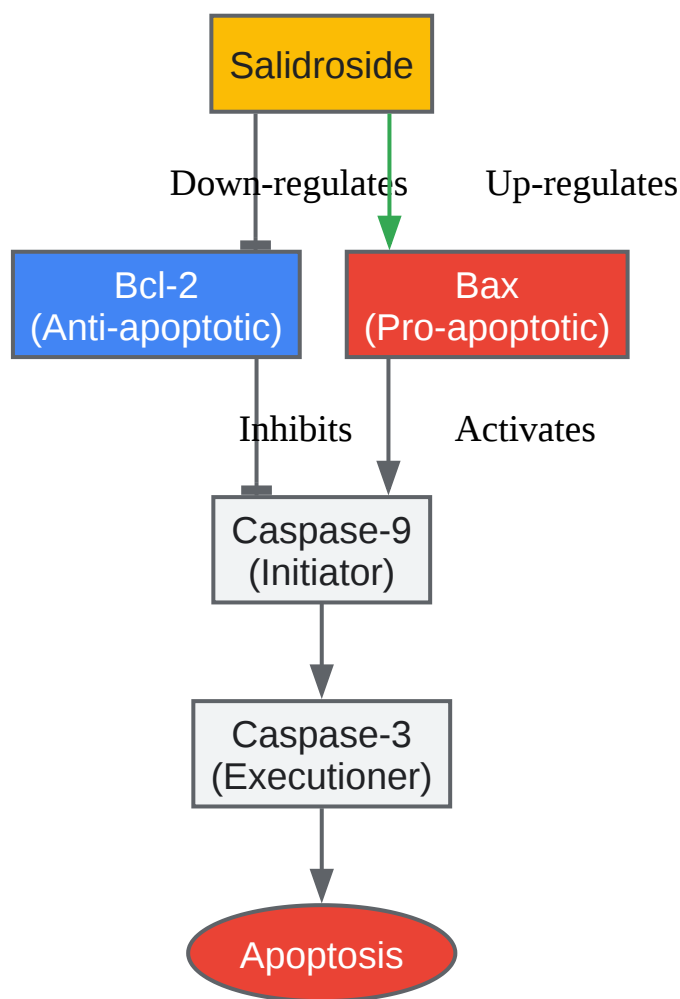 Salidroside
Down-regulates
Up-regulates
Bcl-2
(Anti-apoptotic)
Bax
(Pro-apoptotic)
Inhibits
Activates
Caspase-9
(Initiator)
Caspase-3
(Executioner)
Apoptosis